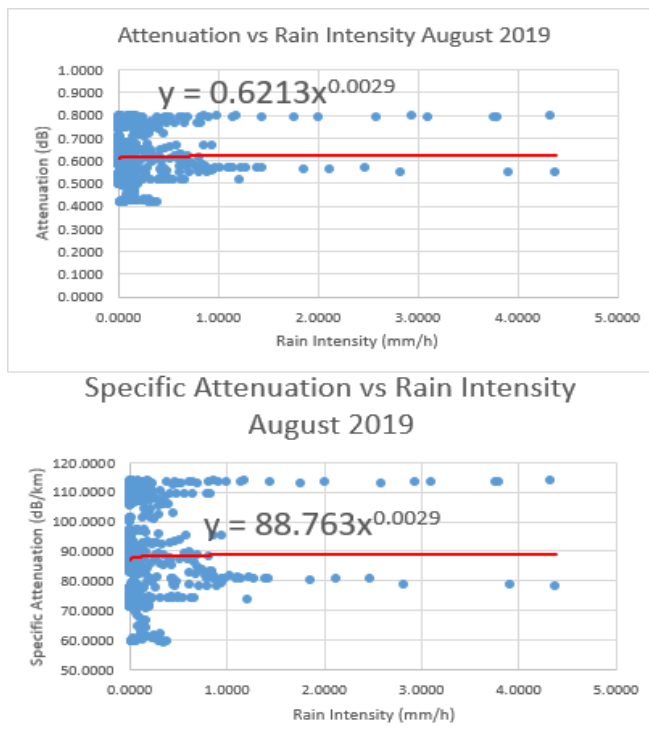 Attenuation vs Rain Intensity August 2019
y = 0.6213x^0.0029
Attenuation (dB)
1.0000
0.9000
0.8000
0.7000
0.6000
0.5000
0.4000
0.3000
0.2000
0.1000
0.0000
0.0000 1.0000 2.0000 3.0000 4.0000 5.0000
Rain Intensity (mm/h)
Specific Attenuation vs Rain Intensity
August 2019
y = 88.763x^0.0029
Specific Attenuation (dB/km)
120.0000
110.0000
100.0000
90.0000
80.0000
70.0000
60.0000
50.0000
0.0000 1.0000 2.0000 3.0000 4.0000 5.0000
Rain Intensity (mm/h)